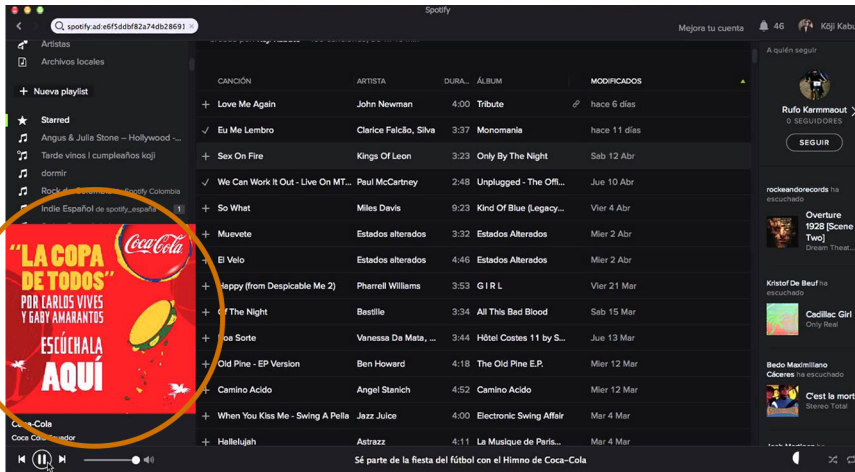 Spotify
spotify:ad:e6f5ddbf82a74db28691
Mejora tu cuenta
46
Kōji Kabu
Artistas
Archivos locales
Nueva playlist
Starred
Angus & Julia Stone – Hollywood -...
Tarde vinos l cumpleaños koji
dormir
Spotify Colombia
Indie Español de spotify_españa
1
"LA COPA
DE TODOS"
POR CARLOS VIVES
Y GABY AMARANTOS
ESCÚCHALA
AQUÍ
Coca-Cola
Coca-Cola
CANCIÓN ARTISTA DURA... ÁLBUM MODIFICADOS
Love Me Again John Newman 4:00 Tribute hace 6 días
Eu Me Lembro Clarice Falcão, Silva 3:37 Monomania hace 11 días
Sex On Fire Kings Of Leon 3:23 Only By The Night Sab 12 Abr
We Can Work It Out - Live On MT... Paul McCartney 2:48 Unplugged - The Offi... Jue 10 Abr
So What Miles Davis 9:23 Kind Of Blue (Legacy... Vier 4 Abr
Muevete Estados alterados 3:32 Estados Alterados Mier 2 Abr
El Velo Estados alterados 4:46 Estados Alterados Mier 2 Abr
Happy (from Despicable Me 2) Pharrell Williams 3:53 G I R L Vier 21 Mar
Of The Night Bastille 3:34 All This Bad Blood Sab 15 Mar
Boa Sorte Vanessa Da Mata, ... 3:44 Hôtel Costes 11 by S... Jue 13 Mar
Old Pine - EP Version Ben Howard 4:18 The Old Pine E.P. Mier 12 Mar
Camino Acido Angel Stanich 4:52 Camino Acido Mier 12 Mar
When You Kiss Me - Swing A Pella Jazz Juice 4:00 Electronic Swing Affair Mar 4 Mar
Hallelujah Astrazz 4:11 La Musique de Paris... Mar 4 Mar
A quién seguir
Rufo Karmmaout
0 SEGUIDORES
SEGUIR
rockeandorecords ha
escuchado
Overture
1928 [Scene
Two]
Dream Theat...
Kristof De Beuf ha
escuchado
Cadillac Girl
Only Real
Bedo Maximiliano
Cáceres ha escuchado
C'est la mort
Stereo Total
Sé parte de la fiesta del fútbol con el Himno de Coca-Cola